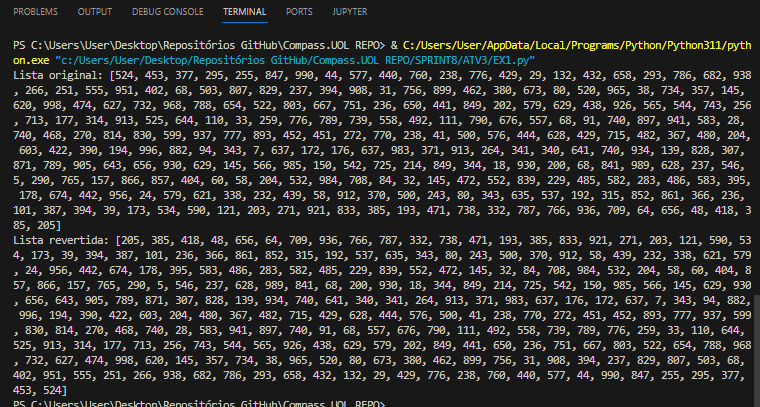 PROBLEMS OUTPUT DEBUG CONSOLE TERMINAL PORTS JUPYTER
PS C:\Users\User\Desktop\Repositórios GitHub\Compass.UOL REPO> & C:/Users/User/AppData/Local/Programs/Python/Python311/pyth
on.exe "c:/Users/User/Desktop/Repositórios GitHub/Compass.UOL REPO/SPRINT8/ATV3/EX1.py"
Lista original: [524, 453, 377, 295, 255, 847, 990, 44, 577, 440, 760, 238, 776, 429, 29, 132, 432, 658, 293, 786, 682, 938
, 266, 251, 555, 951, 402, 68, 503, 807, 829, 237, 394, 908, 31, 756, 899, 462, 380, 673, 80, 520, 965, 38, 734, 357, 145,
620, 998, 474, 627, 732, 968, 788, 654, 522, 803, 667, 751, 236, 650, 441, 849, 202, 579, 629, 438, 926, 565, 544, 743, 256
, 713, 177, 314, 913, 525, 644, 110, 33, 259, 776, 789, 739, 558, 492, 111, 790, 676, 557, 68, 91, 740, 897, 941, 583, 28,
740, 468, 270, 814, 830, 599, 937, 777, 893, 452, 451, 272, 770, 238, 41, 500, 576, 444, 628, 429, 715, 482, 367, 480, 204,
603, 422, 390, 194, 996, 882, 94, 343, 7, 637, 172, 176, 637, 983, 371, 913, 264, 341, 340, 641, 740, 934, 139, 828, 307,
871, 789, 905, 643, 656, 930, 629, 145, 566, 985, 150, 542, 725, 214, 849, 344, 18, 930, 200, 68, 841, 989, 628, 237, 546,
5, 290, 765, 157, 866, 857, 404, 60, 58, 204, 532, 984, 708, 84, 32, 145, 472, 552, 839, 229, 485, 582, 283, 486, 583, 395,
178, 674, 442, 956, 24, 579, 621, 338, 232, 439, 58, 912, 370, 500, 243, 80, 343, 635, 537, 192, 315, 852, 861, 366, 236,
101, 387, 394, 39, 173, 534, 590, 121, 203, 271, 921, 833, 385, 193, 471, 738, 332, 787, 766, 936, 709, 64, 656, 48, 418, 3
85, 205]
Lista revertida: [205, 385, 418, 48, 656, 64, 709, 936, 766, 787, 332, 738, 471, 193, 385, 833, 921, 271, 203, 121, 590, 53
4, 173, 39, 394, 387, 101, 236, 366, 861, 852, 315, 192, 537, 635, 343, 80, 243, 500, 370, 912, 58, 439, 232, 338, 621, 579
, 24, 956, 442, 674, 178, 395, 583, 486, 283, 582, 485, 229, 839, 552, 472, 145, 32, 84, 708, 984, 532, 204, 58, 60, 404, 8
57, 866, 157, 765, 290, 5, 546, 237, 628, 989, 841, 68, 200, 930, 18, 344, 849, 214, 725, 542, 150, 985, 566, 145, 629, 930
, 656, 643, 905, 789, 871, 307, 828, 139, 934, 740, 641, 340, 341, 264, 913, 371, 983, 637, 176, 172, 637, 7, 343, 94, 882,
996, 194, 390, 422, 603, 204, 480, 367, 482, 715, 429, 628, 444, 576, 500, 41, 238, 770, 272, 451, 452, 893, 777, 937, 599
, 830, 814, 270, 468, 740, 28, 583, 941, 897, 740, 91, 68, 557, 676, 790, 111, 492, 558, 739, 789, 776, 259, 33, 110, 644,
525, 913, 314, 177, 713, 256, 743, 544, 565, 926, 438, 629, 579, 202, 849, 441, 650, 236, 751, 667, 803, 522, 654, 788, 968
, 732, 627, 474, 998, 620, 145, 357, 734, 38, 965, 520, 80, 673, 380, 462, 899, 756, 31, 908, 394, 237, 829, 807, 503, 68,
402, 951, 555, 251, 266, 938, 682, 786, 293, 658, 432, 132, 29, 429, 776, 238, 760, 440, 577, 44, 990, 847, 255, 295, 377,
453, 524]
PS C:\Users\User\Desktop\Repositórios GitHub\Compass.UOL REPO>